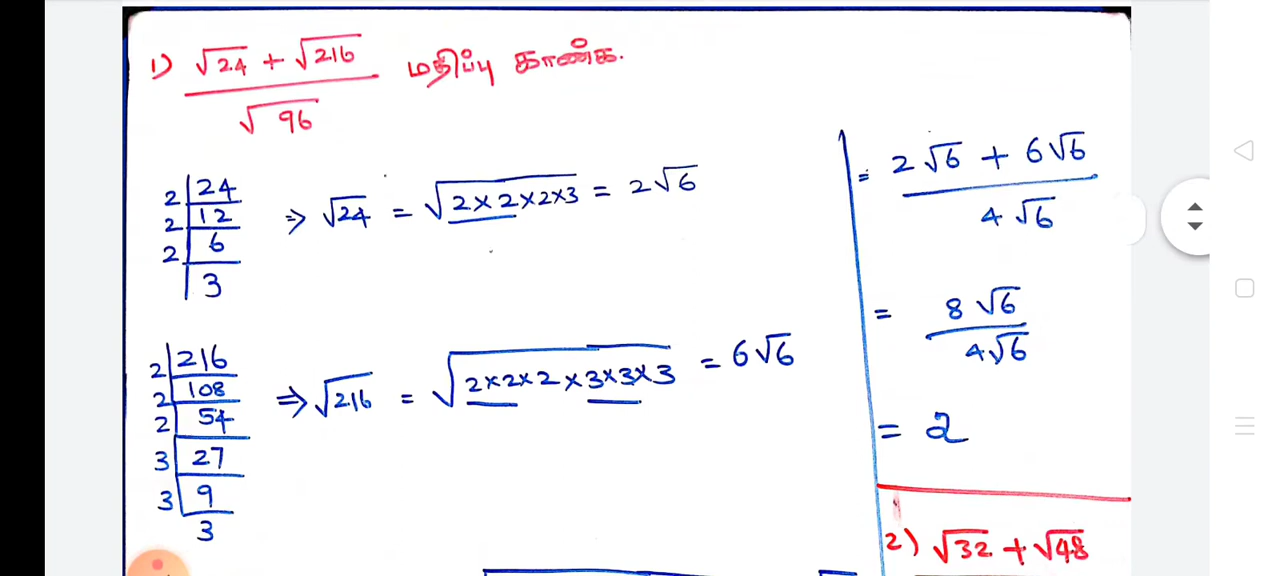 1) (√24 + √216) / √96 மதிப்பு காண்க.
2 | 24
2 | 12
2 | 6
| 3
⇒ √24 = √2×2×2×3 = 2√6
2 | 216
2 | 108
2 | 54
3 | 27
3 | 9
3
⇒ √216 = √2×2×2×3×3×3 = 6√6
= (2√6 + 6√6) / 4√6
= 8√6 / 4√6
= 2
2) √32 + √48